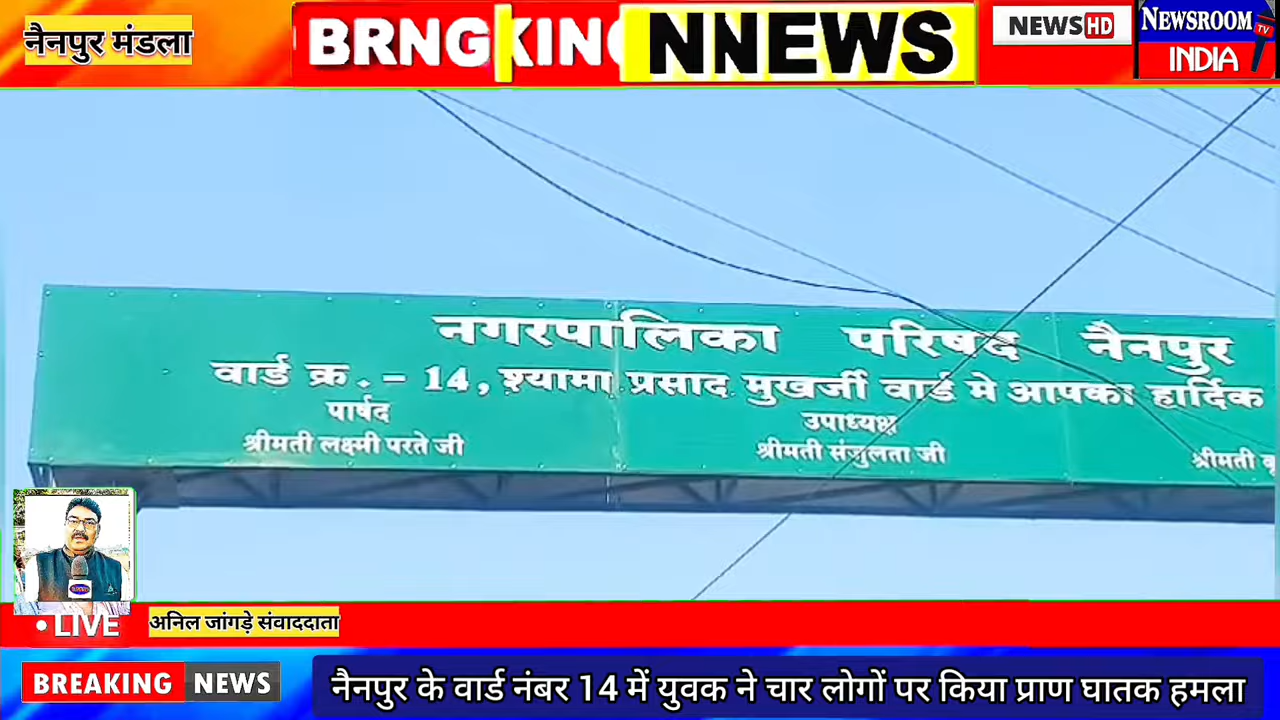 नैनपुर मंडला
BRNG KING NNEWS
NEWS HD
NEWSROOM TV
INDIA
नगरपालिका परिषद नैनपुर
वार्ड क्र. - 14, श्यामा प्रसाद मुखर्जी वार्ड मे आपका हार्दिक
पार्षद
उपाध्यक्ष
श्रीमती लक्ष्मी परते जी
श्रीमती संजुलता जी
श्रीमती
• LIVE
अनिल जांगड़े संवाददाता
BREAKING NEWS
नैनपुर के वार्ड नंबर 14 में युवक ने चार लोगों पर किया प्राण घातक हमला